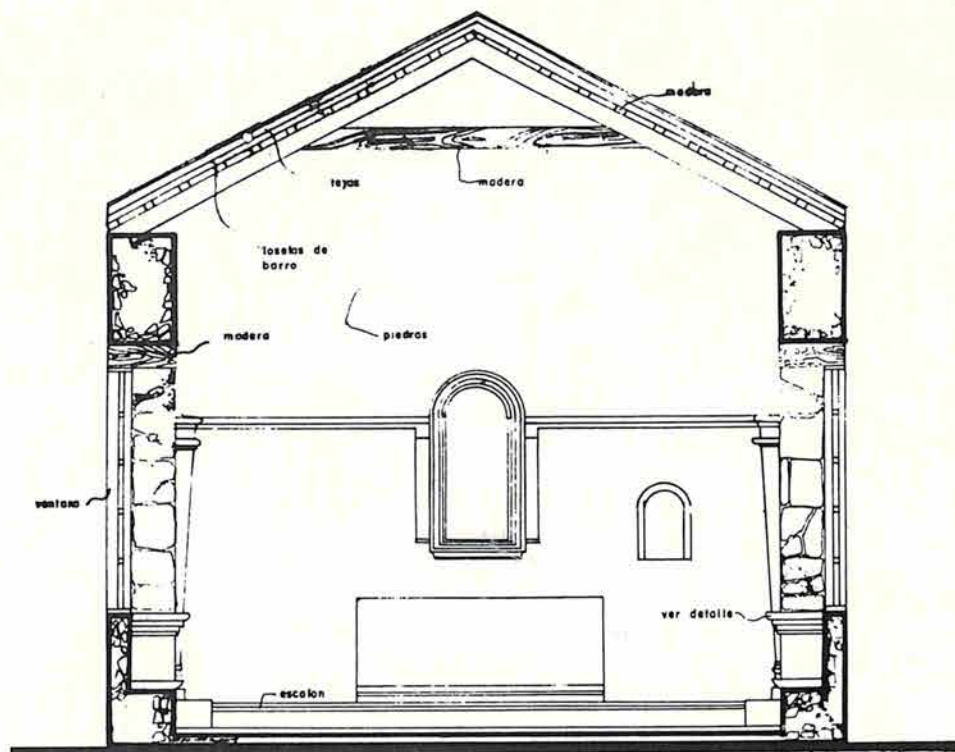 madera
tejas
madera
losetas de
barro
madera
piedras
ventana
ver detalle
escalon